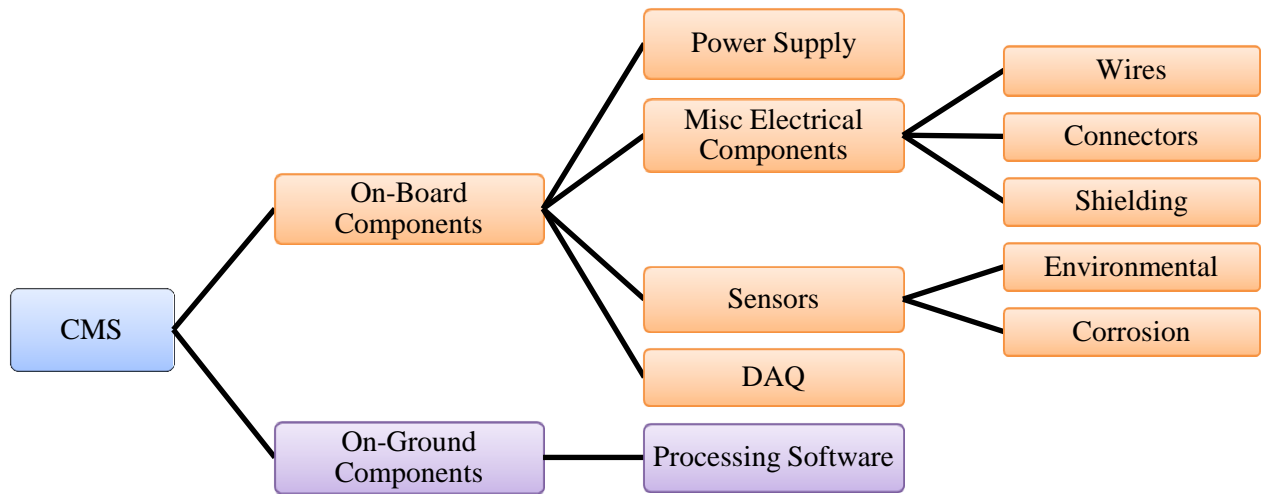 CMS
On-Board
Components
Power Supply
Misc Electrical
Components
Wires
Connectors
Shielding
Sensors
Environmental
Corrosion
DAQ
On-Ground
Components
Processing Software